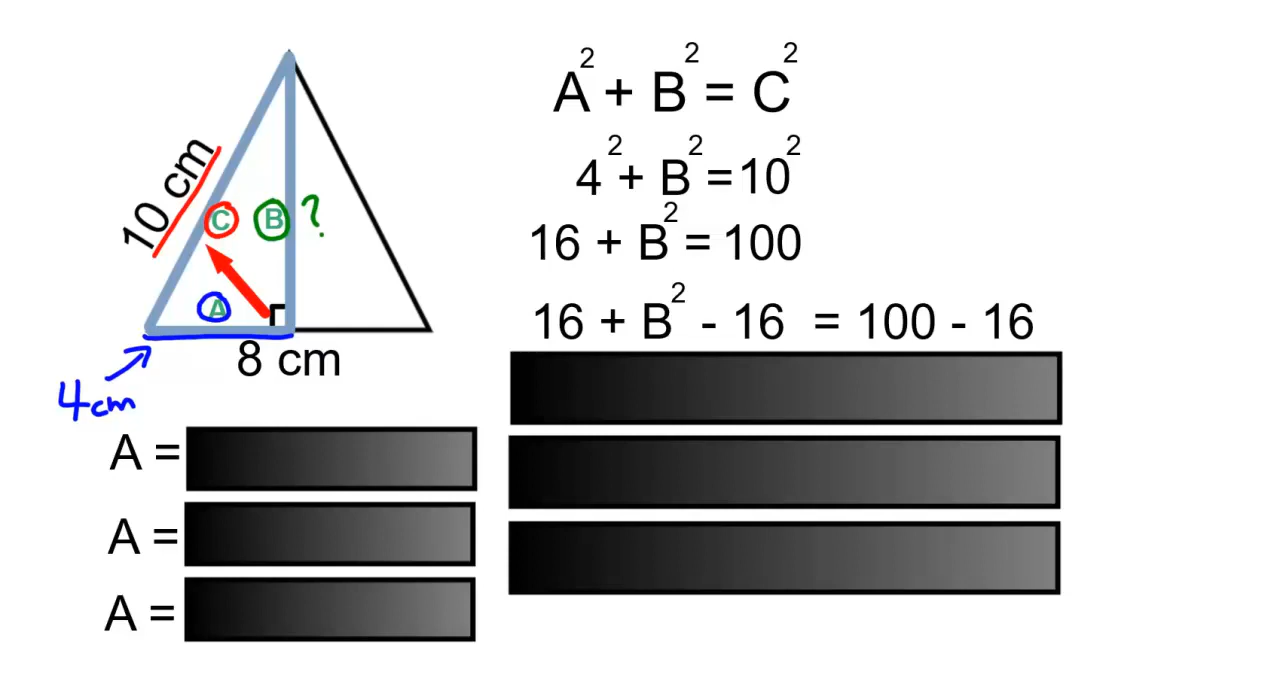 A² + B² = C²
4² + B² = 10²
16 + B² = 100
16 + B² - 16 = 100 - 16
10 cm
C
B
?
A
8 cm
4cm
A =
A =
A =